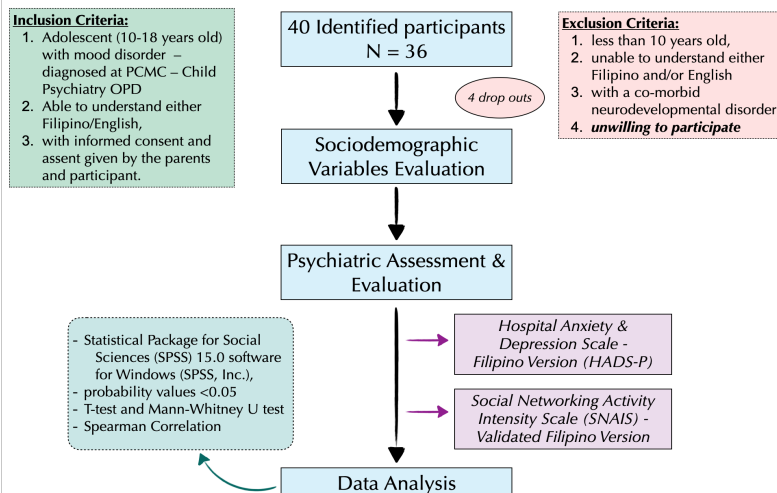 Inclusion Criteria:
1. Adolescent (10-18 years old)
with mood disorder –
diagnosed at PCMC – Child
Psychiatry OPD
2. Able to understand either
Filipino/English,
3. with informed consent and
assent given by the parents
and participant.
40 Identified participants
N = 36
4 drop outs
Exclusion Criteria:
1. less than 10 years old,
2. unable to understand either
Filipino and/or English
3. with a co-morbid
neurodevelopmental disorder
4. unwilling to participate
Sociodemographic
Variables Evaluation
Psychiatric Assessment &
Evaluation
Hospital Anxiety &
Depression Scale -
Filipino Version (HADS-P)
Social Networking Activity
Intensity Scale (SNAIS) -
Validated Filipino Version
- Statistical Package for Social
Sciences (SPSS) 15.0 software
for Windows (SPSS, Inc.),
- probability values <0.05
- T-test and Mann-Whitney U test
- Spearman Correlation
Data Analysis